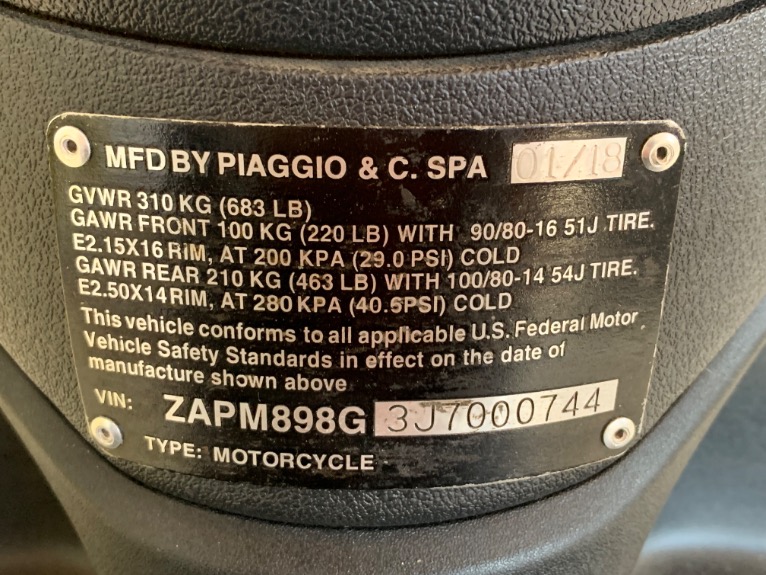 MFD BY PIAGGIO & C. SPA 01/18
GVWR 310 KG (683 LB)
GAWR FRONT 100 KG (220 LB) WITH 90/80-16 51J TIRE.
E2.15X16 RIM, AT 200 KPA (29.0 PSI) COLD
GAWR REAR 210 KG (463 LB) WITH 100/80-14 54J TIRE.
E2.50X14 RIM, AT 280 KPA (40.6PSI) COLD
This vehicle conforms to all applicable U.S. Federal Motor
Vehicle Safety Standards in effect on the date of
manufacture shown above
VIN: ZAPM898G 3J7000744
TYPE: MOTORCYCLE